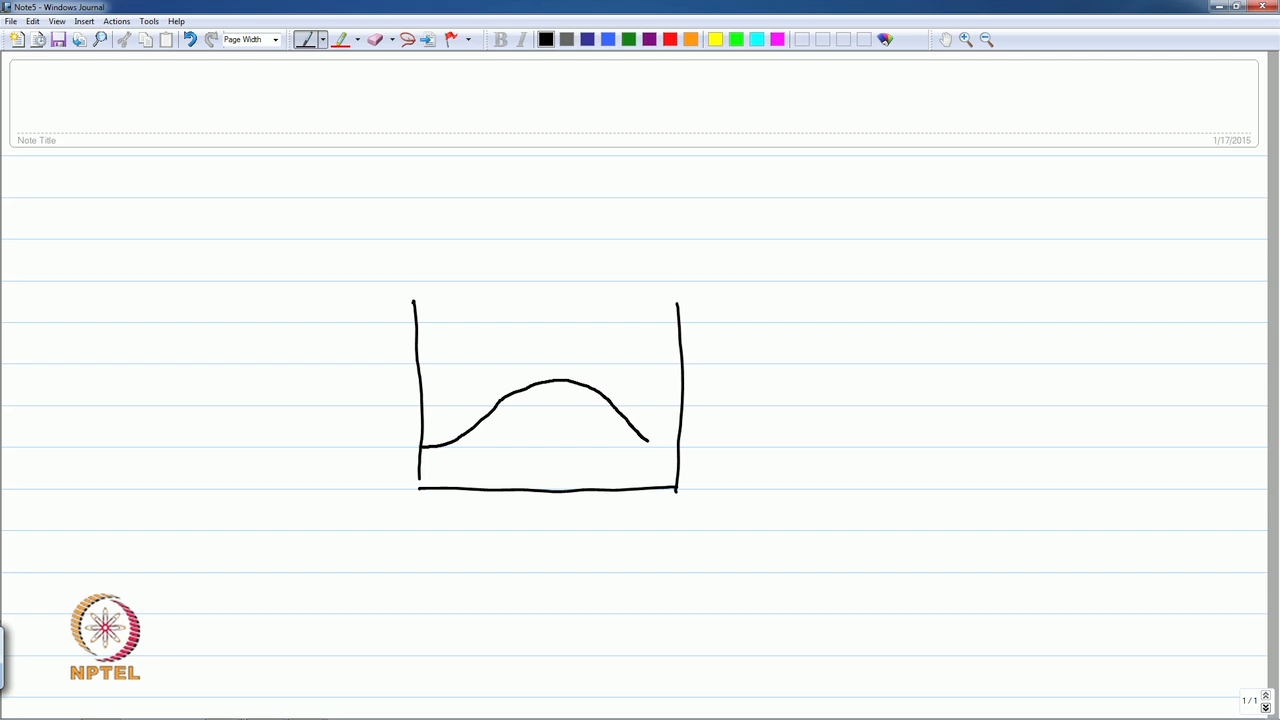 Note5 - Windows Journal
File Edit View Insert Actions Tools Help
Page Width
B I
Note Title
1/17/2015
NPTEL
1 / 1